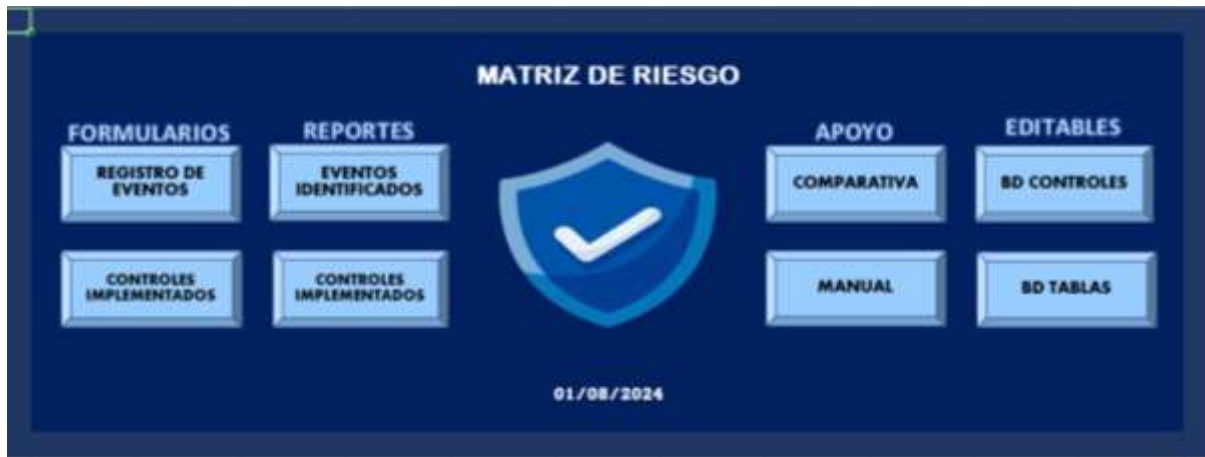 MATRIZ DE RIESGO
FORMULARIOS
REPORTES
APOYO
EDITABLES
REGISTRO DE
EVENTOS
EVENTOS
IDENTIFICADOS
COMPARATIVA
BD CONTROLES
CONTROLES
IMPLEMENTADOS
CONTROLES
IMPLEMENTADOS
MANUAL
BD TABLAS
01/08/2024